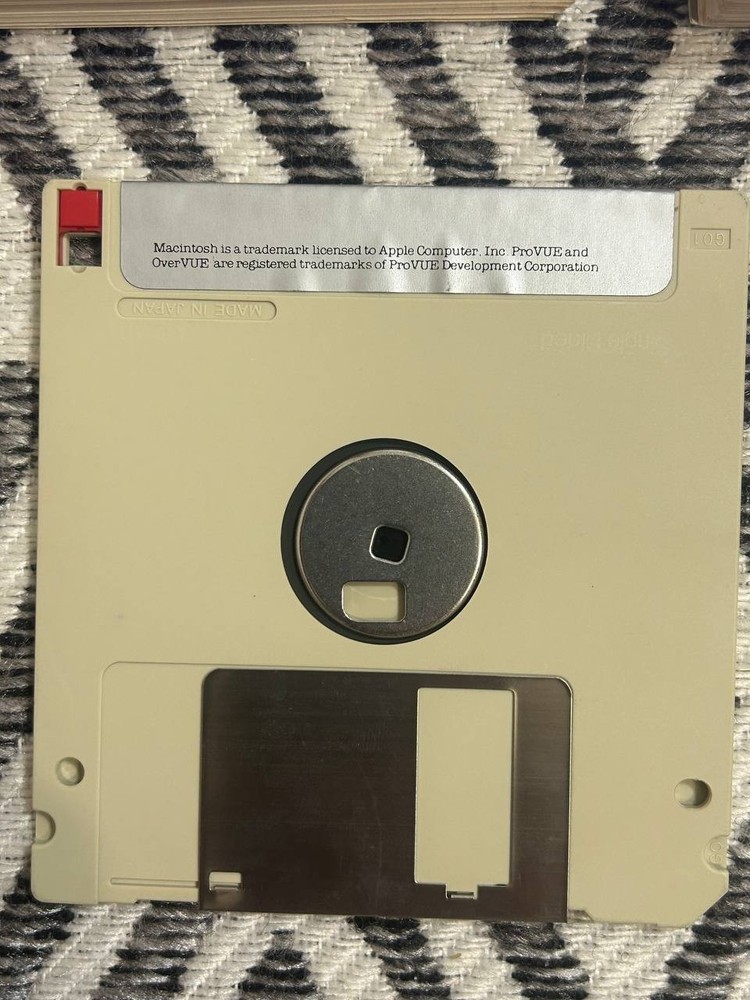 Macintosh is a trademark licensed to Apple Computer, Inc. ProVUE and
OverVUE are registered trademarks of ProVUE Development Corporation
MADE IN JAPAN